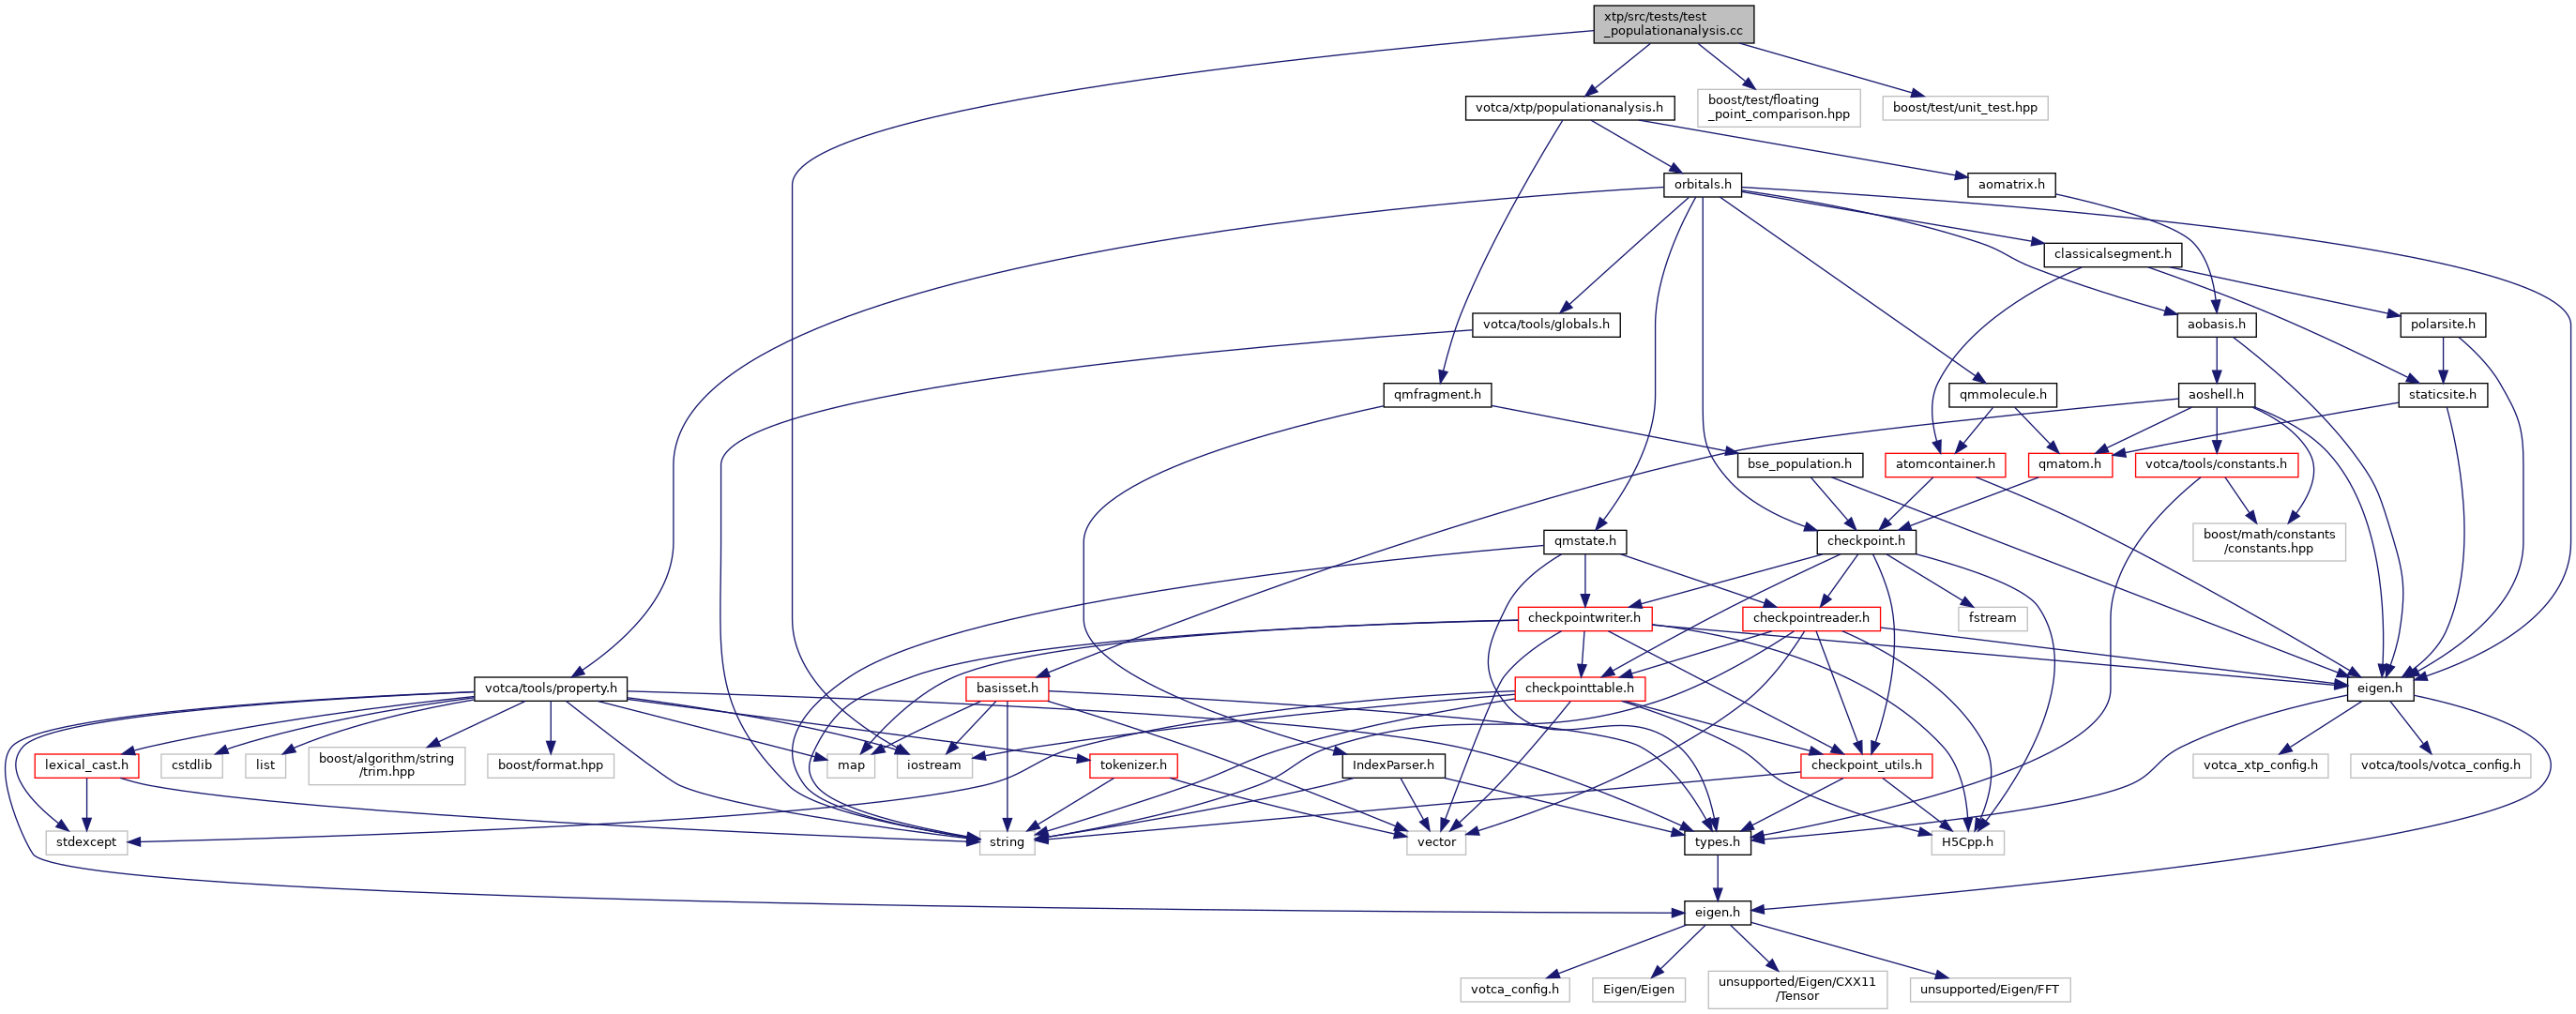 xtp/src/tests/test
_populationanalysis.cc
votca/xtp/populationanalysis.h
boost/test/floating
_point_comparison.hpp
boost/test/unit_test.hpp
orbitals.h
aomatrix.h
classicalsegment.h
votca/tools/globals.h
aobasis.h
polarsite.h
qmfragment.h
qmmolecule.h
aoshell.h
staticsite.h
bse_population.h
atomcontainer.h
qmatom.h
votca/tools/constants.h
qmstate.h
checkpoint.h
boost/math/constants
/constants.hpp
checkpointwriter.h
checkpointreader.h
fstream
votca/tools/property.h
basisset.h
checkpointtable.h
eigen.h
lexical_cast.h
cstdlib
list
boost/algorithm/string
/trim.hpp
boost/format.hpp
map
iostream
tokenizer.h
IndexParser.h
checkpoint_utils.h
votca_xtp_config.h
votca/tools/votca_config.h
stdexcept
string
vector
types.h
H5Cpp.h
eigen.h
votca_config.h
Eigen/Eigen
unsupported/Eigen/CXX11
/Tensor
unsupported/Eigen/FFT